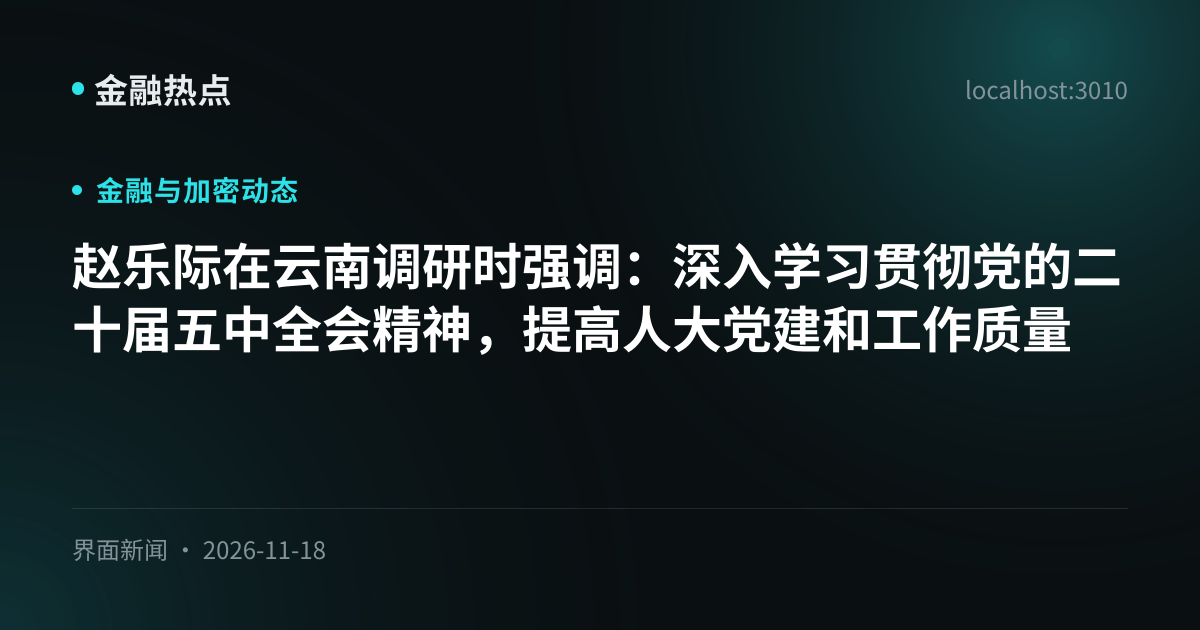 金融热点
localhost:3010
金融与加密动态
赵乐际在云南调研时强调：深入学习贯彻党的二
十届五中全会精神，提高人大党建和工作质量
界面新闻 · 2026-11-18